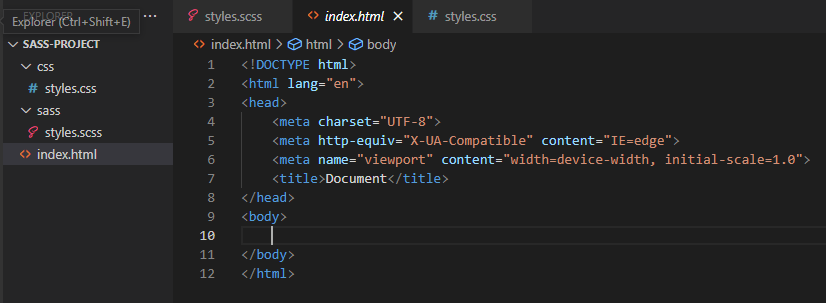 EXPLORER ...
Explorer (Ctrl+Shift+E)
SASS-PROJECT
css
# styles.css
sass
styles.scss
<> index.html
styles.scss <> index.html × # styles.css
<> index.html > html > body
1 <!DOCTYPE html>
2 <html lang="en">
3 <head>
4 <meta charset="UTF-8">
5 <meta http-equiv="X-UA-Compatible" content="IE=edge">
6 <meta name="viewport" content="width=device-width, initial-scale=1.0">
7 <title>Document</title>
8 </head>
9 <body>
10
11 </body>
12 </html>